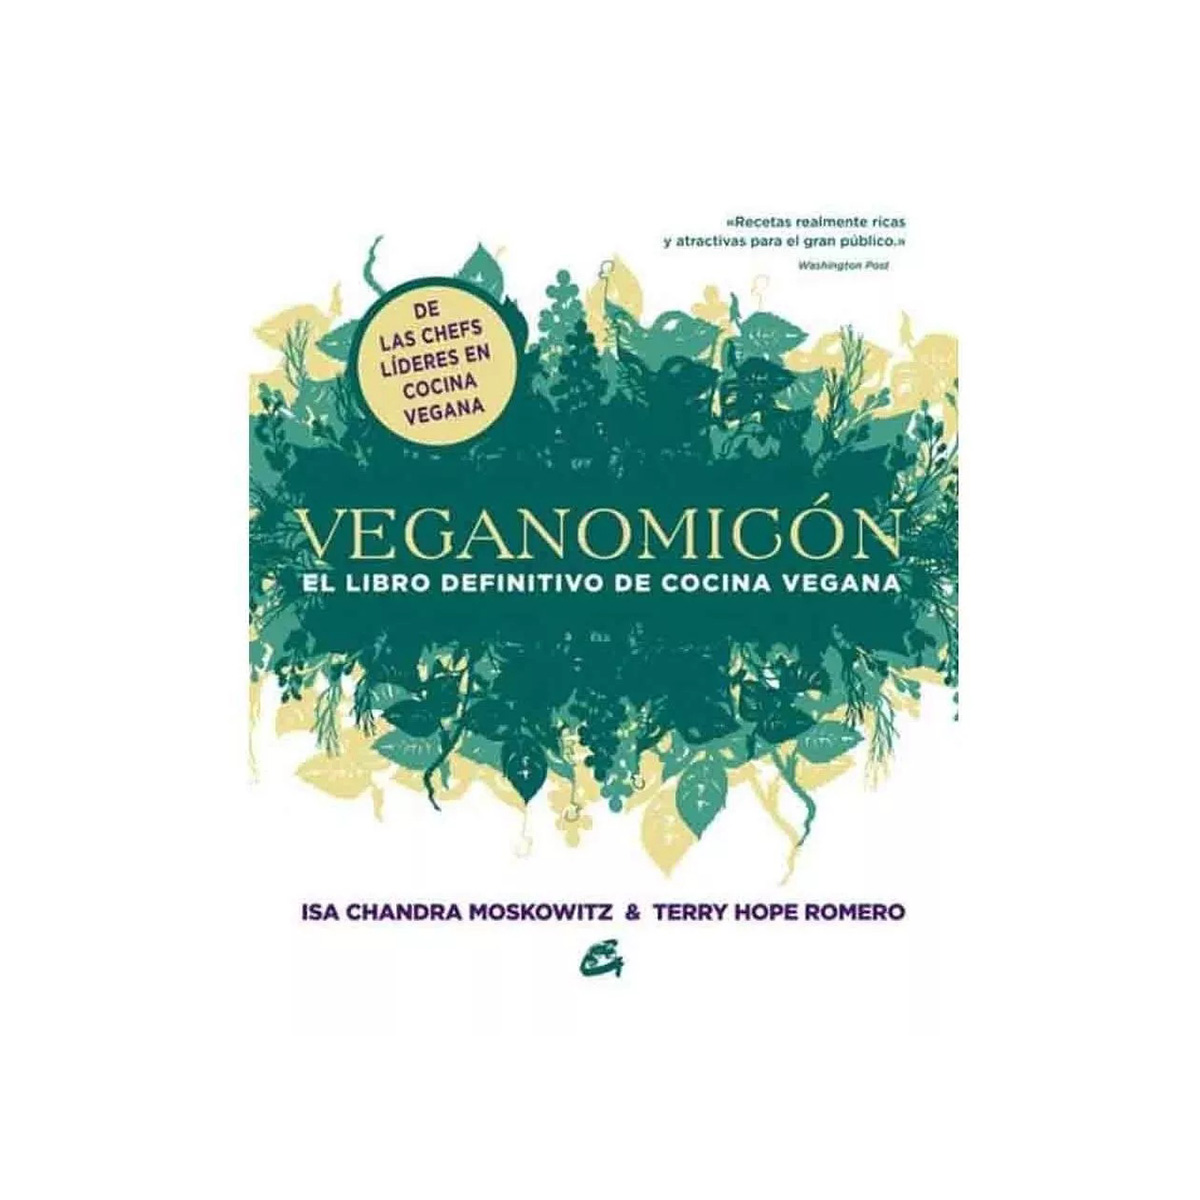 «Recetas realmente ricas
y atractivas para el gran público.»
Washington Post
DE
LAS CHEFS
LÍDERES EN
COCINA
VEGANA
VEGANOMICÓN
EL LIBRO DEFINITIVO DE COCINA VEGANA
ISA CHANDRA MOSKOWITZ & TERRY HOPE ROMERO